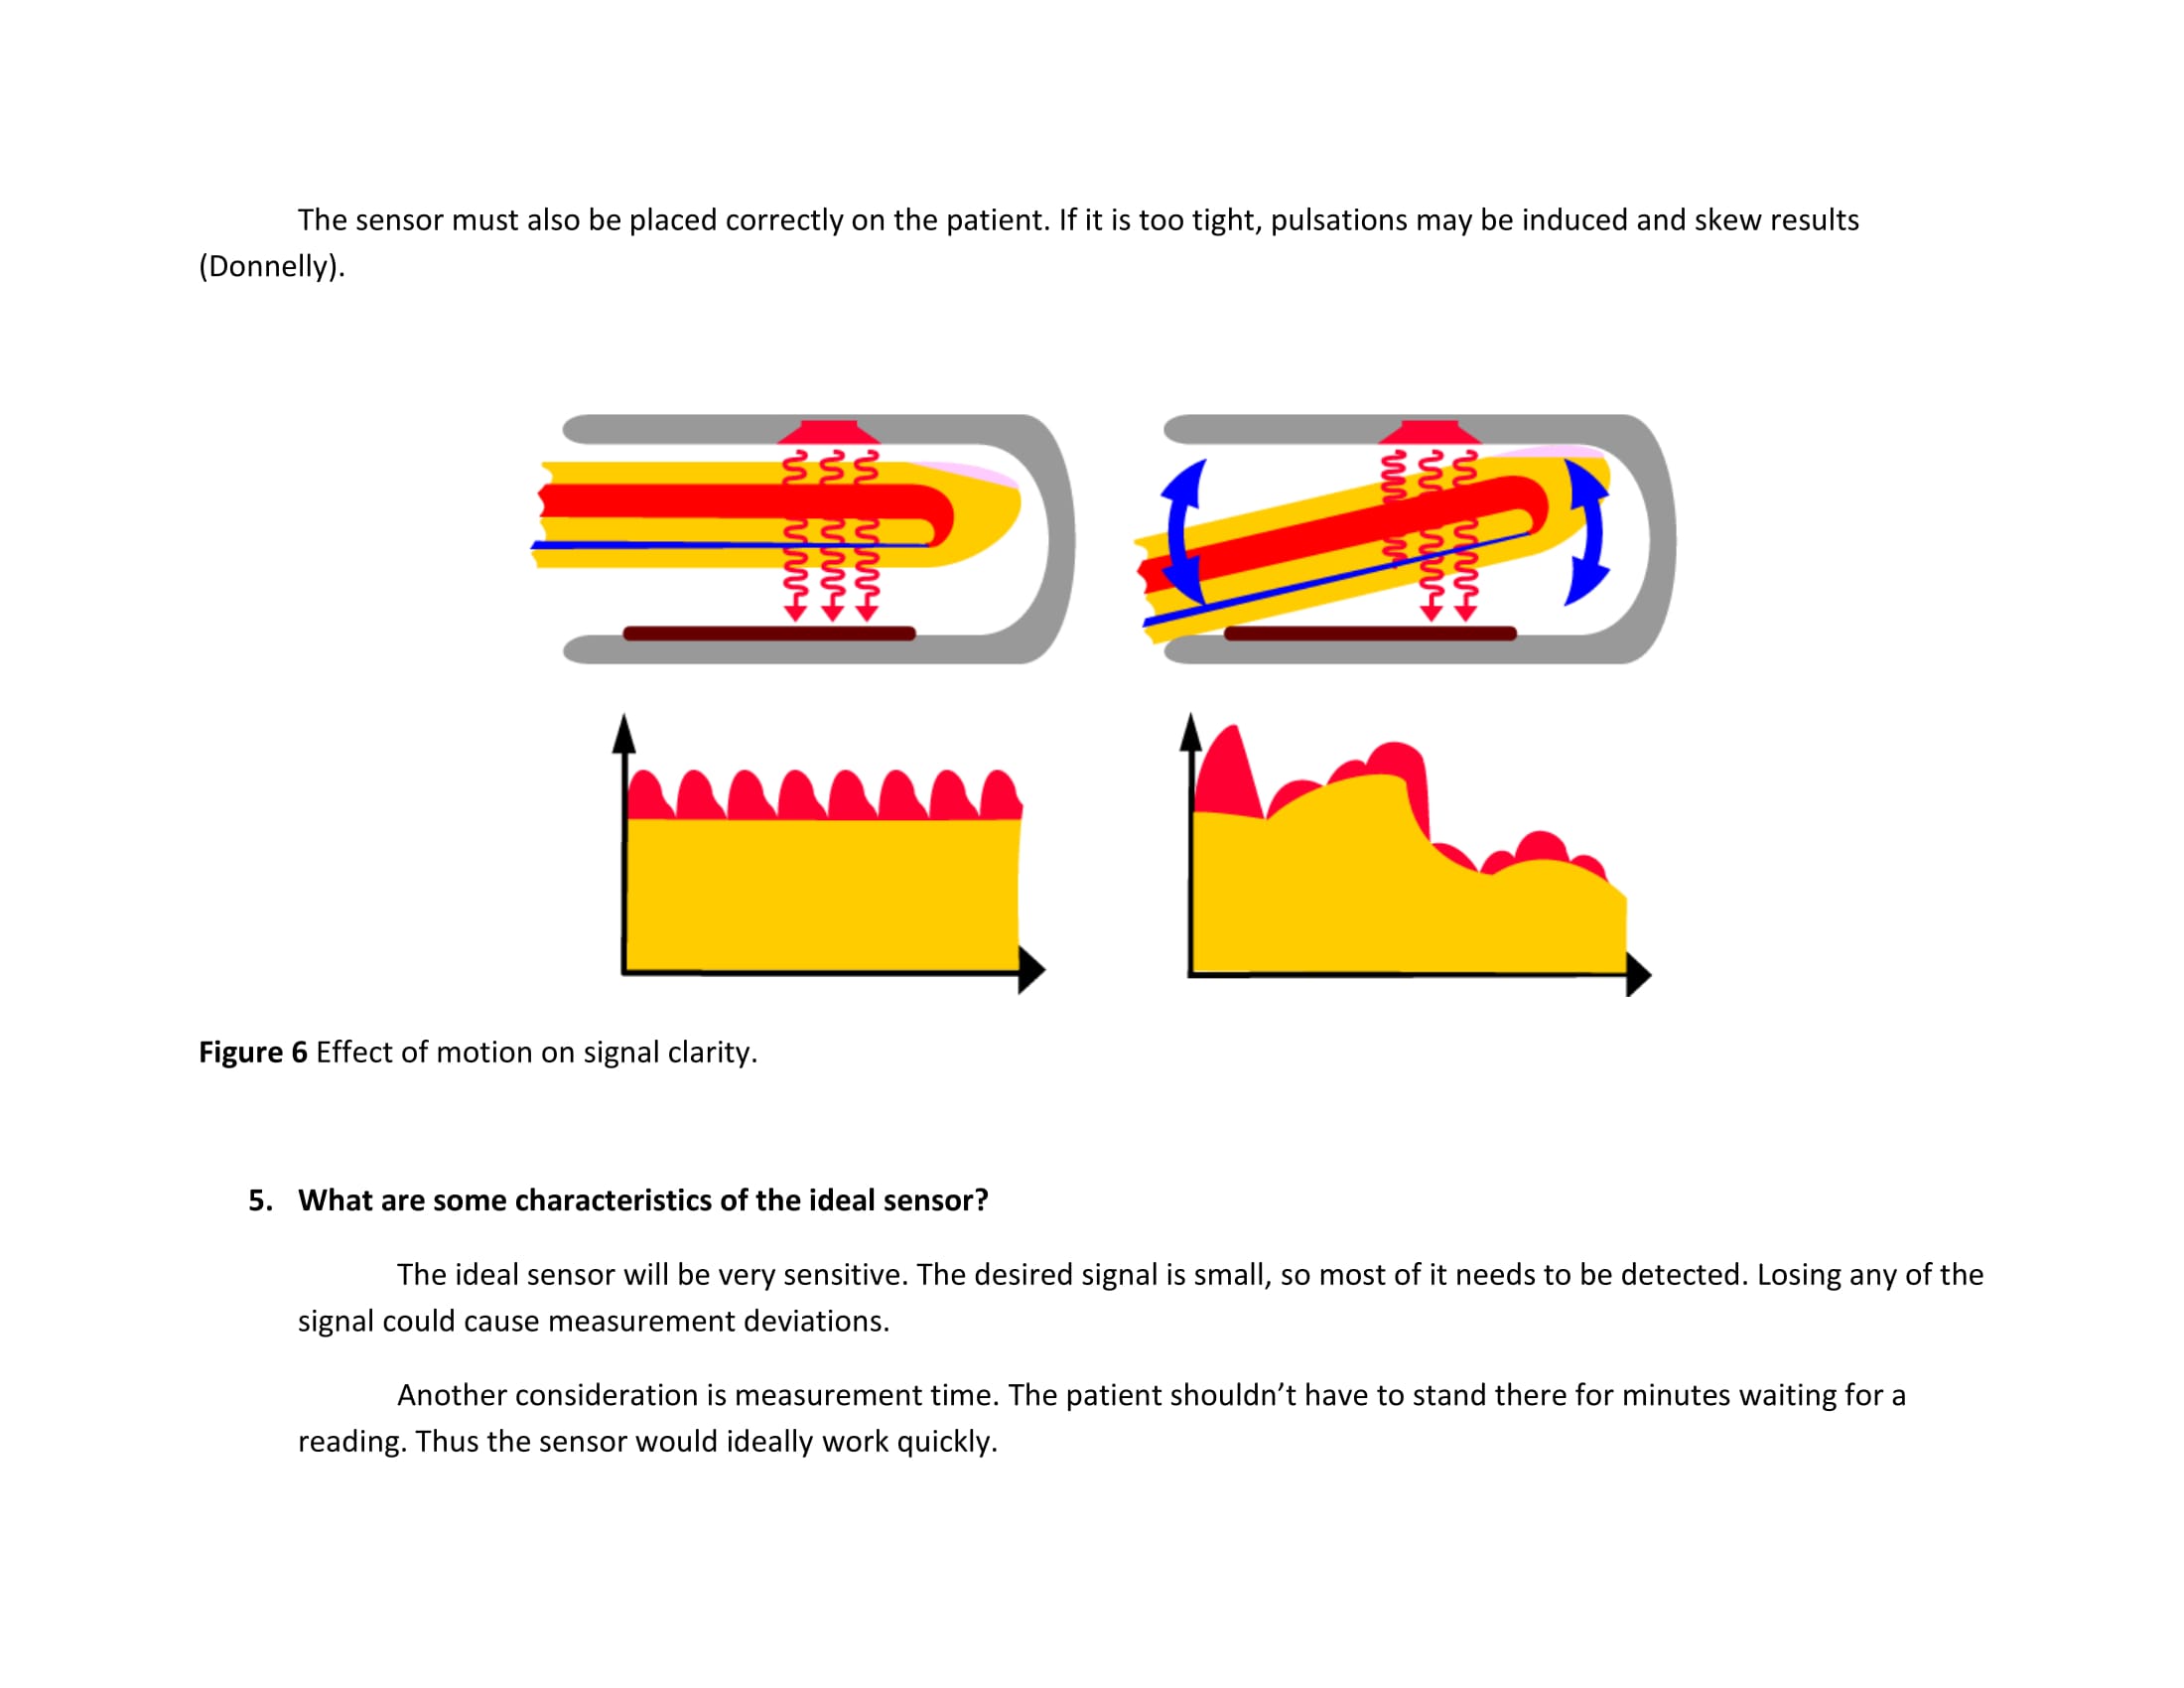 The sensor must also be placed correctly on the patient. If it is too tight, pulsations may be induced and skew results
(Donnelly).
Figure 6 Effect of motion on signal clarity.
5. What are some characteristics of the ideal sensor?
The ideal sensor will be very sensitive. The desired signal is small, so most of it needs to be detected. Losing any of the
signal could cause measurement deviations.
Another consideration is measurement time. The patient shouldn’t have to stand there for minutes waiting for a
reading. Thus the sensor would ideally work quickly.